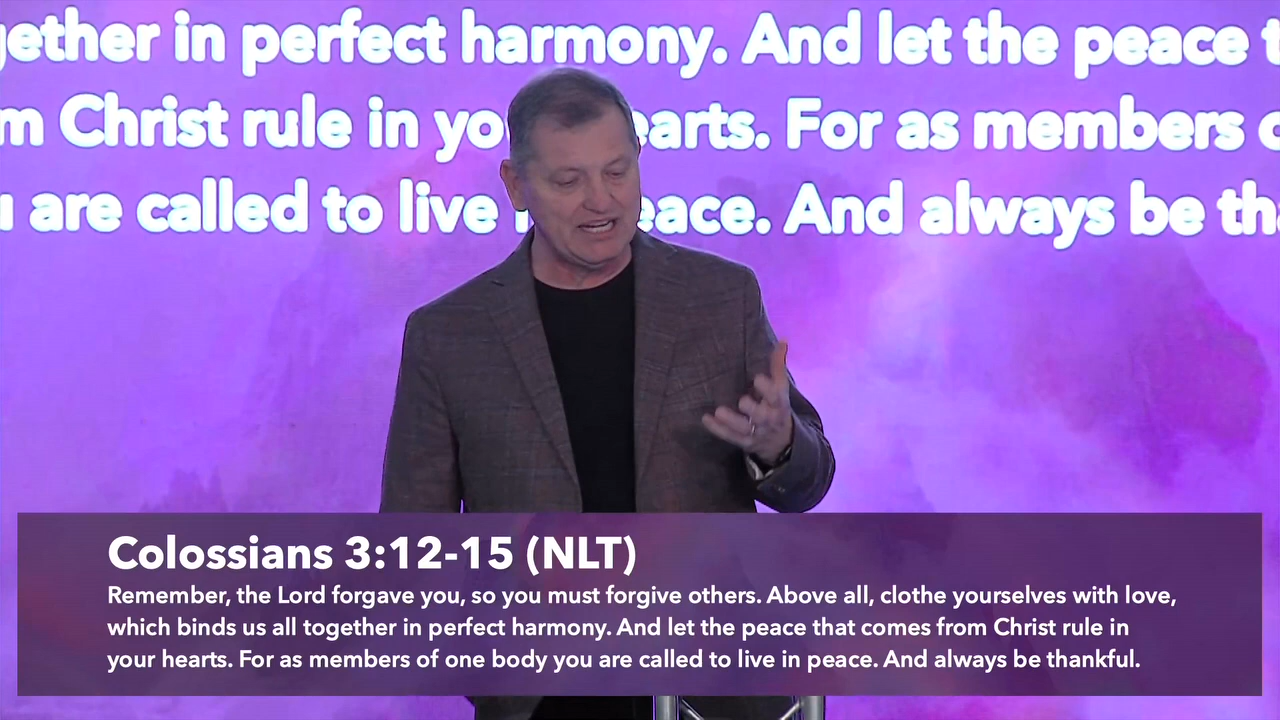 gether in perfect harmony. And let the peace
m Christ rule in yo earts. For as members
are called to live eace. And always be
Colossians 3:12-15 (NLT)
Remember, the Lord forgave you, so you must forgive others. Above all, clothe yourselves with love,
which binds us all together in perfect harmony. And let the peace that comes from Christ rule in
your hearts. For as members of one body you are called to live in peace. And always be thankful.